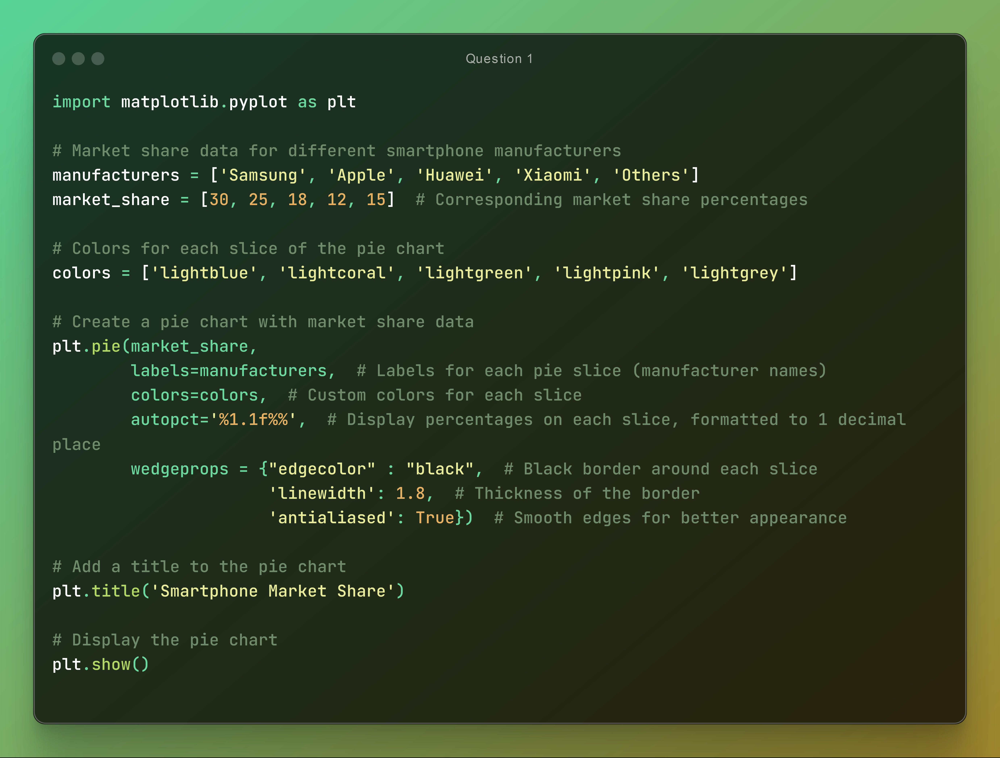 Question 1
import matplotlib.pyplot as plt
# Market share data for different smartphone manufacturers
manufacturers = ['Samsung', 'Apple', 'Huawei', 'Xiaomi', 'Others']
market_share = [30, 25, 18, 12, 15]  # Corresponding market share percentages
# Colors for each slice of the pie chart
colors = ['lightblue', 'lightcoral', 'lightgreen', 'lightpink', 'lightgrey']
# Create a pie chart with market share data
plt.pie(market_share,
        labels=manufacturers,  # Labels for each pie slice (manufacturer names)
        colors=colors,  # Custom colors for each slice
        autopct='%1.1f%%',  # Display percentages on each slice, formatted to 1 decimal
place
        wedgeprops = {"edgecolor" : "black",  # Black border around each slice
                      'linewidth': 1.8,  # Thickness of the border
                      'antialiased': True})  # Smooth edges for better appearance
# Add a title to the pie chart
plt.title('Smartphone Market Share')
# Display the pie chart
plt.show()